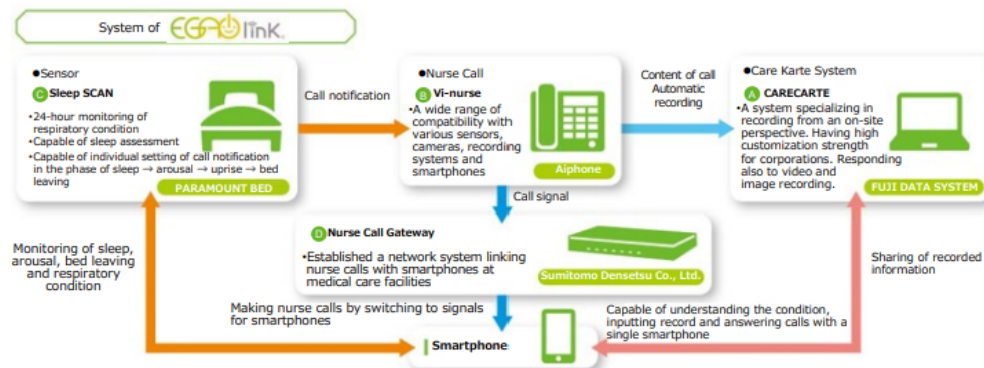 System of EGAO link.
●Sensor
C Sleep SCAN
•24-hour monitoring of
respiratory condition
•Capable of sleep assessment
•Capable of individual setting of call notification
in the phase of sleep → arousal → uprise → bed
leaving
PARAMOUNT BED
Call notification
●Nurse Call
B Vi-nurse
•A wide range of
compatibility with
various sensors,
cameras, recording
systems and
smartphones
Aiphone
Content of call
Automatic
recording
●Care Karte System
A CARECARTE
•A system specializing in
recording from an on-site
perspective. Having high
customization strength
for corporations. Responding
also to video and
image recording.
FUJI DATA SYSTEM
Call signal
D Nurse Call Gateway
•Established a network system linking
nurse calls with smartphones at
medical care facilities
Sumitomo Densetsu Co., Ltd.
Monitoring of sleep,
arousal, bed leaving
and respiratory
condition
Sharing of recorded
information
Making nurse calls by switching to signals
for smartphones
Capable of understanding the condition,
inputting record and answering calls with a
single smartphone
Smartphone